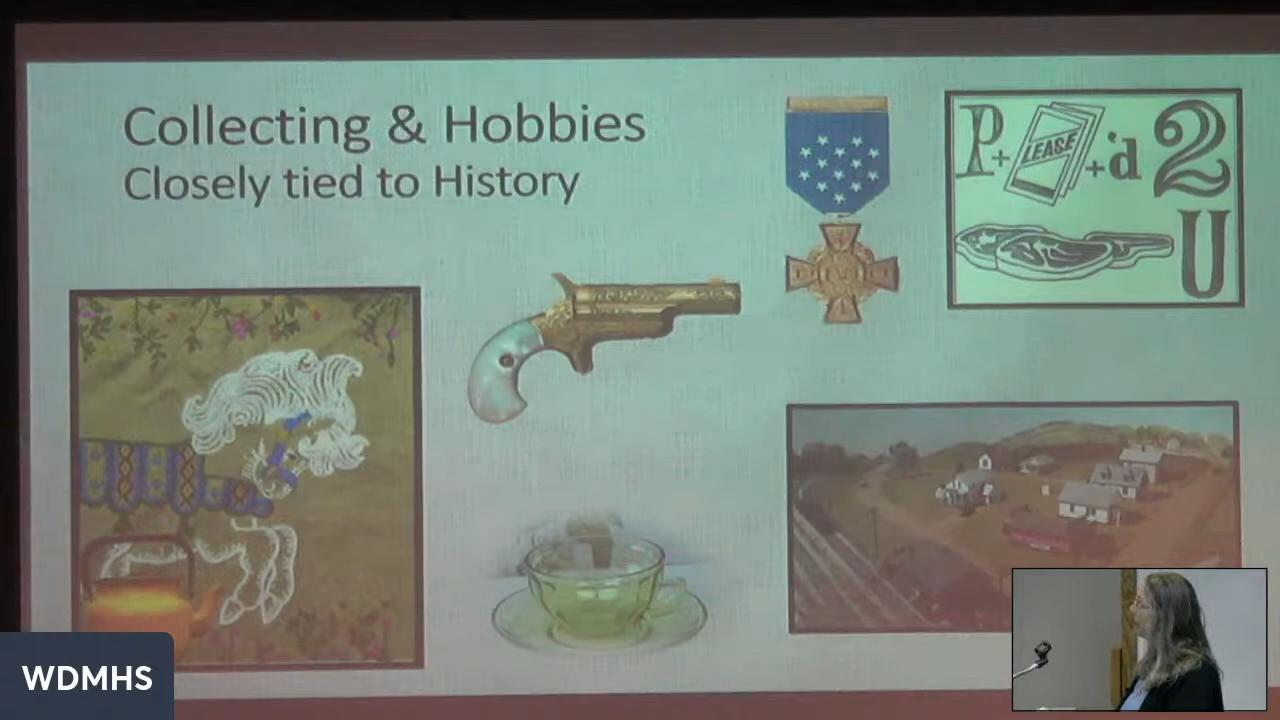 Collecting & Hobbies
Closely tied to History
P+ LEASE +'d 2
U
WDMHS